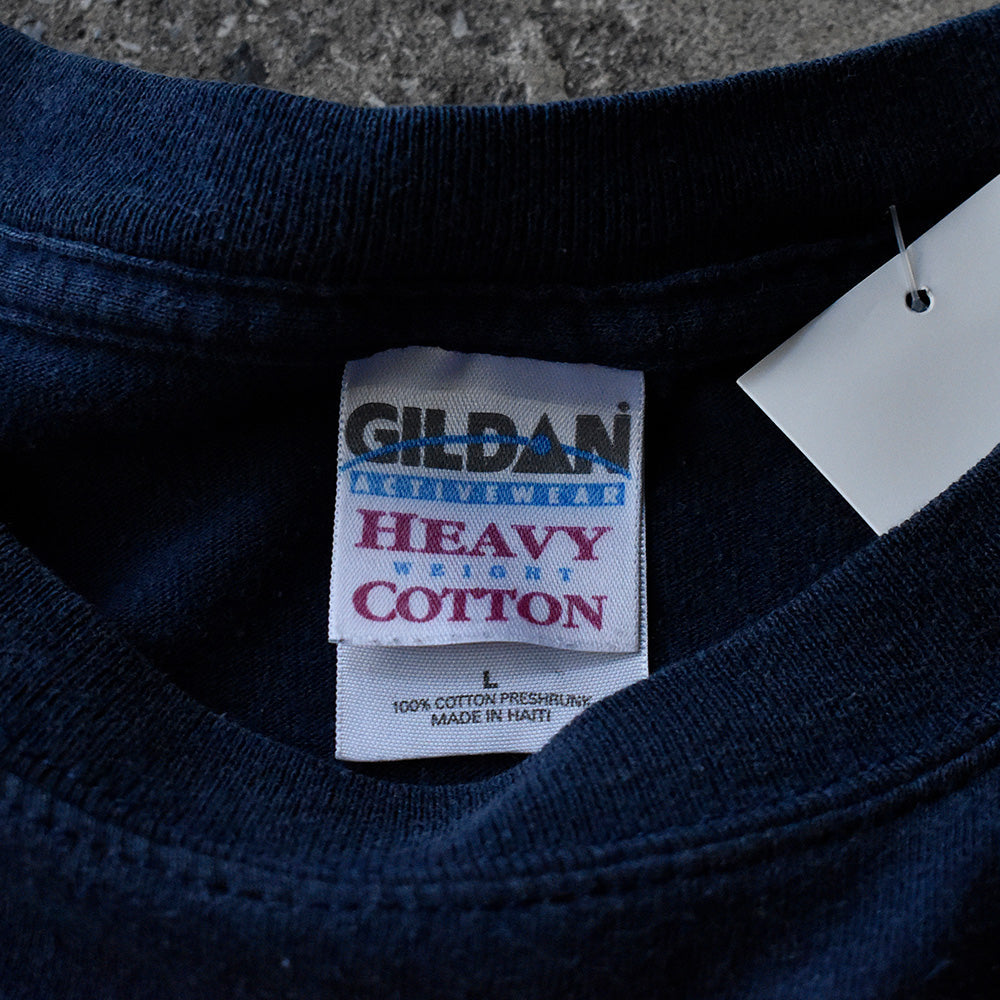 GILDAN
ACTIVEWEAR
HEAVY
WEIGHT
COTTON
L
100% COTTON PRESHRUNK
MADE IN HAITI